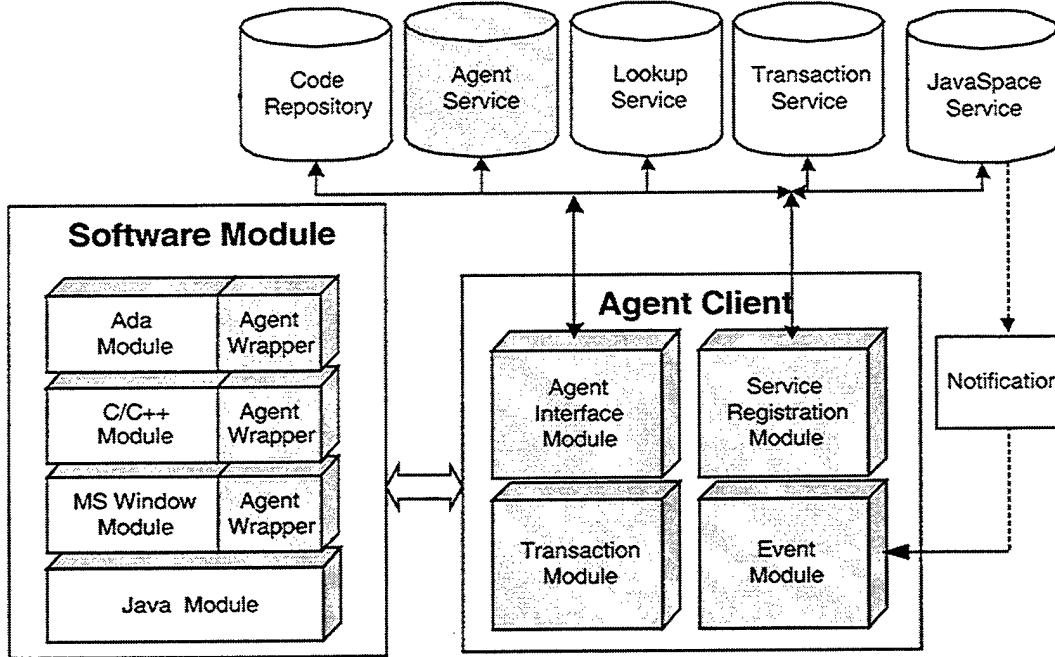 Code
Repository
Agent
Service
Lookup
Service
Transaction
Service
JavaSpace
Service
Software Module
Ada
Module
Agent
Wrapper
C/C++
Module
Agent
Wrapper
MS Window
Module
Agent
Wrapper
Java Module
Agent Client
Agent
Interface
Module
Service
Registration
Module
Transaction
Module
Event
Module
Notification